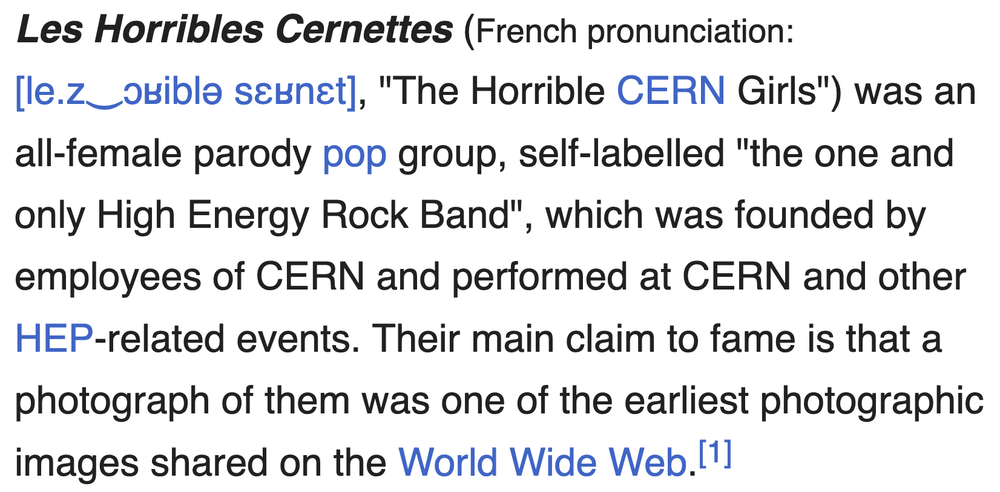 Les Horribles Cernettes (French pronunciation:
[le.z‿ɔʁiblə sɛʁnɛt], "The Horrible CERN Girls") was an
all-female parody pop group, self-labelled "the one and
only High Energy Rock Band", which was founded by
employees of CERN and performed at CERN and other
HEP-related events. Their main claim to fame is that a
photograph of them was one of the earliest photographic
images shared on the World Wide Web.[1]